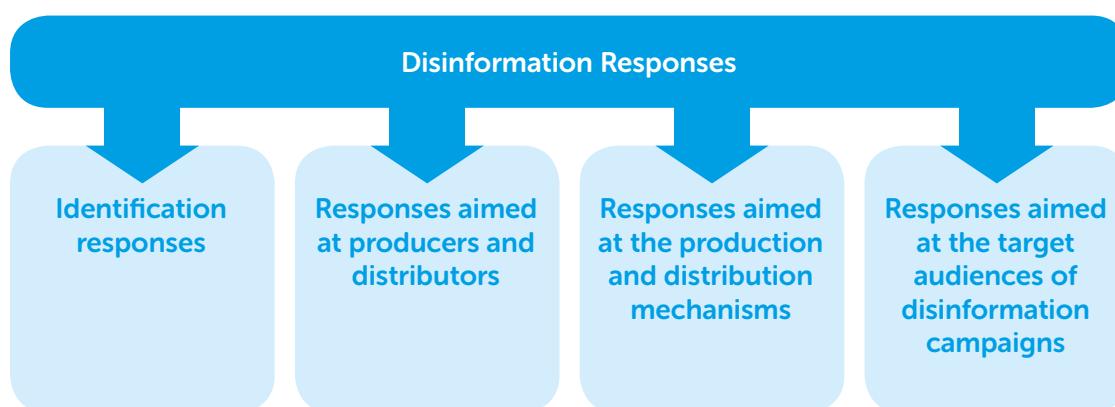 Disinformation Responses
Identification
responses
Responses aimed
at producers and
distributors
Responses aimed
at the production
and distribution
mechanisms
Responses aimed
at the target
audiences of
disinformation
campaigns